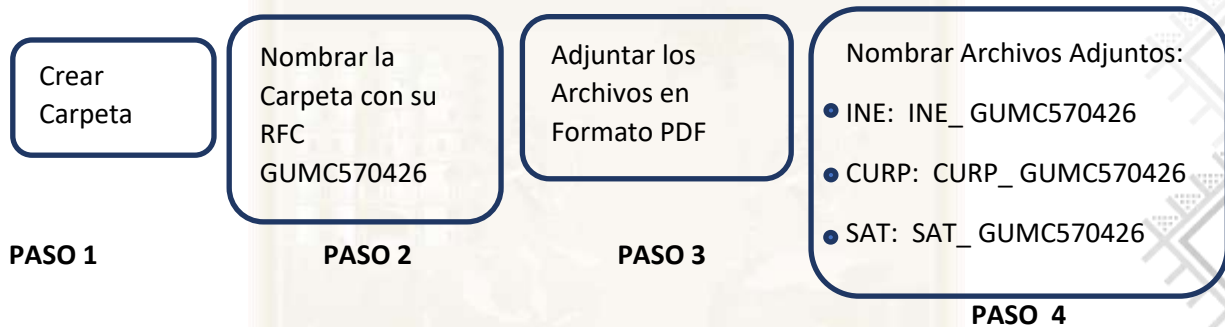 Crear
Carpeta
Nombrar la
Carpeta con su
RFC
GUMC570426
Adjuntar los
Archivos en
Formato PDF
Nombrar Archivos Adjuntos:
INE: INE_ GUMC570426
CURP: CURP_ GUMC570426
SAT: SAT_ GUMC570426
PASO 1
PASO 2
PASO 3
PASO 4